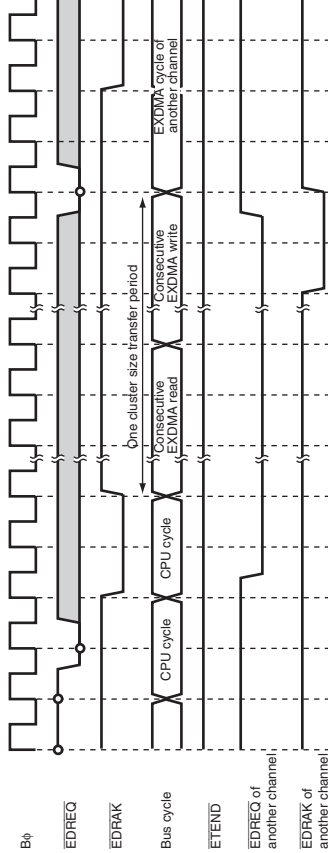 Bφ
EDREQ
EDRAK
Bus cycle
CPU cycle
CPU cycle
Consecutive
EXDMA read
Consecutive
EXDMA write
EXDMA cycle of
another channel
One cluster size transfer period
ETEND
EDREQ of
another channel
EDRAK of
another channel